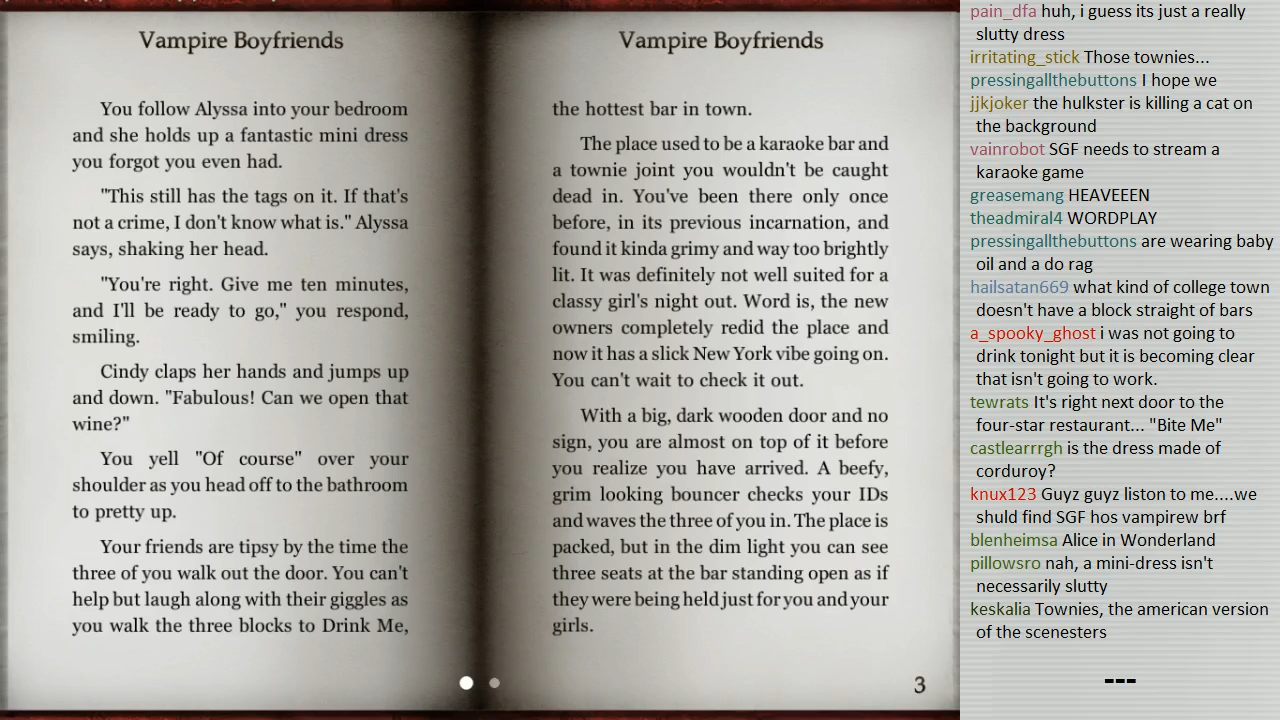 Vampire Boyfriends
You follow Alyssa into your bedroom
and she holds up a fantastic mini dress
you forgot you even had.
"This still has the tags on it. If that's
not a crime, I don't know what is." Alyssa
says, shaking her head.
"You're right. Give me ten minutes,
and I'll be ready to go," you respond,
smiling.
Cindy claps her hands and jumps up
and down. "Fabulous! Can we open that
wine?"
You yell "Of course" over your
shoulder as you head off to the bathroom
to pretty up.
Your friends are tipsy by the time the
three of you walk out the door. You can't
help but laugh along with their giggles as
you walk the three blocks to Drink Me,
Vampire Boyfriends
the hottest bar in town.
The place used to be a karaoke bar and
a townie joint you wouldn't be caught
dead in. You've been there only once
before, in its previous incarnation, and
found it kinda grimy and way too brightly
lit. It was definitely not well suited for a
classy girl's night out. Word is, the new
owners completely redid the place and
now it has a slick New York vibe going on.
You can't wait to check it out.
With a big, dark wooden door and no
sign, you are almost on top of it before
you realize you have arrived. A beefy,
grim looking bouncer checks your IDs
and waves the three of you in. The place is
packed, but in the dim light you can see
three seats at the bar standing open as if
they were being held just for you and your
girls.
3
pain_dfa huh, i guess its just a really
slutty dress
irritating_stick Those townies...
pressingallthebuttons I hope we
jjkjoker the hulkster is killing a cat on
the background
vainrobot SGF needs to stream a
karaoke game
greasemang HEAVEEEN
theadmiral4 WORDPLAY
pressingallthebuttons are wearing baby
oil and a do rag
hailsatan669 what kind of college town
doesn't have a block straight of bars
a_spooky_ghost i was not going to
drink tonight but it is becoming clear
that isn't going to work.
tewrats It's right next door to the
four-star restaurant... "Bite Me"
castlearrrgh is the dress made of
corduroy?
knux123 Guyz guyz liston to me....we
shuld find SGF hos vampirew brf
blenheimsa Alice in Wonderland
pillowsro nah, a mini-dress isn't
necessarily slutty
keskalia Townies, the american version
of the scenesters
---